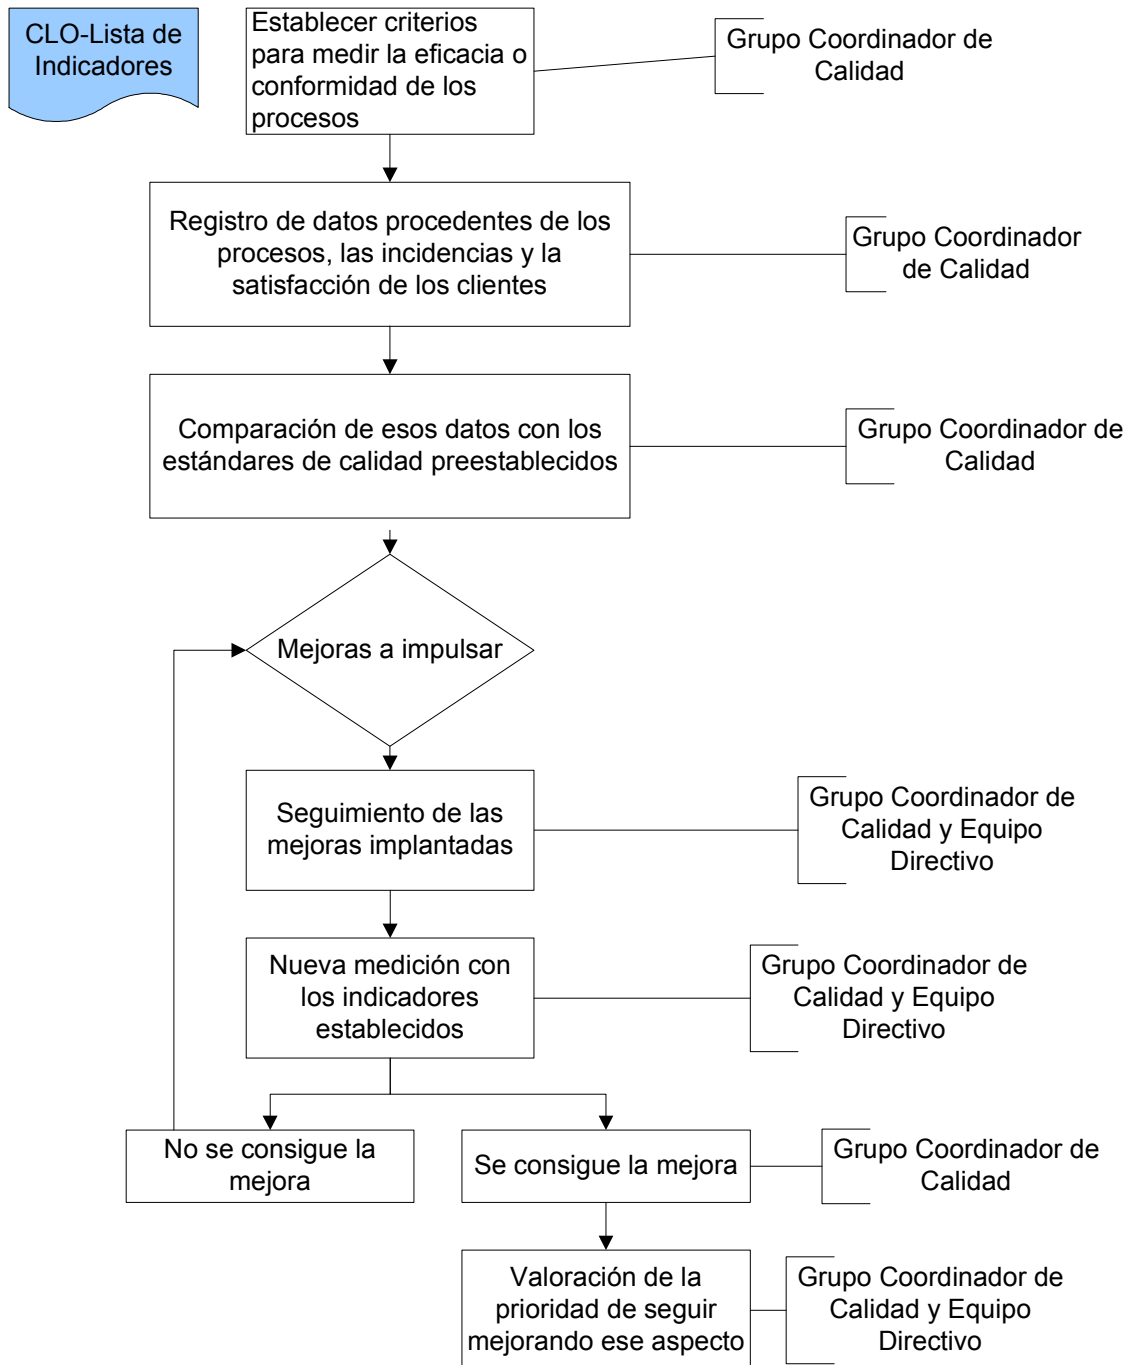 CLO-Lista de
Indicadores
Establecer criterios
para medir la eficacia o
conformidad de los
procesos
Grupo Coordinador de
Calidad
Registro de datos procedentes de los
procesos, las incidencias y la
satisfacción de los clientes
Grupo Coordinador
de Calidad
Comparación de esos datos con los
estándares de calidad preestablecidos
Grupo Coordinador de
Calidad
Mejoras a impulsar
Seguimiento de las
mejoras implantadas
Grupo Coordinador de
Calidad y Equipo
Directivo
Nueva medición con
los indicadores
establecidos
Grupo Coordinador de
Calidad y Equipo
Directivo
No se consigue la
mejora
Se consigue la mejora
Grupo Coordinador de
Calidad
Valoración de la
prioridad de seguir
mejorando ese aspecto
Grupo Coordinador de
Calidad y Equipo
Directivo